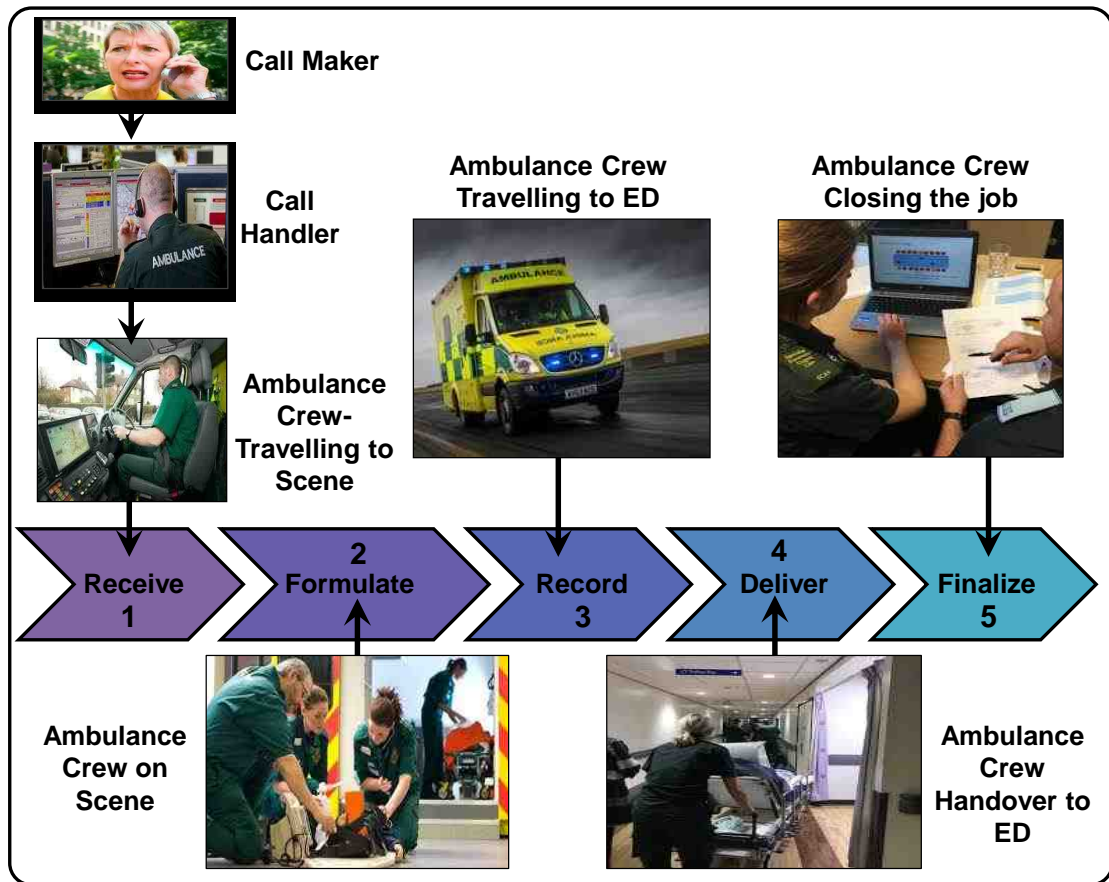 Call Maker
Call
Handler
AMBULANCE
Ambulance
Crew-
Travelling to
Scene
Ambulance Crew
Travelling to ED
AMBULANCE
Ambulance Crew
Closing the job
Receive
1
2
Formulate
Record
3
4
Deliver
Finalize
5
Ambulance
Crew on
Scene
Ambulance
Crew
Handover to
ED